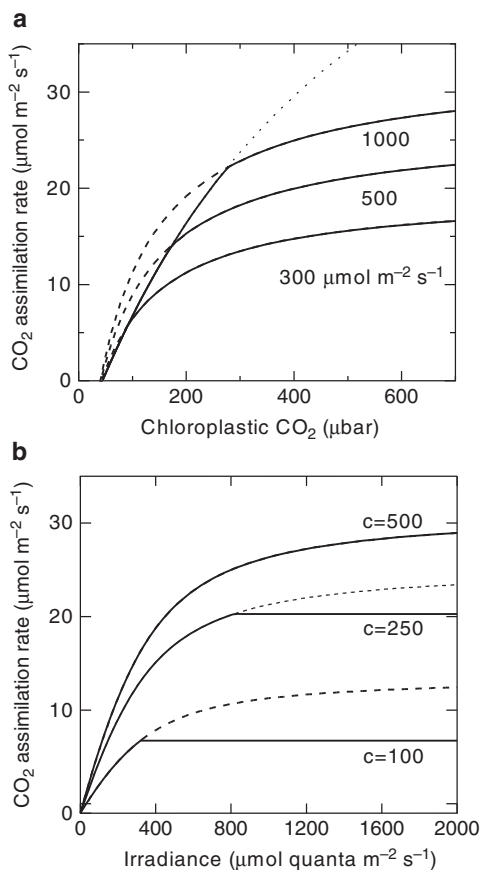 a
CO₂ assimilation rate (µmol m⁻² s⁻¹)
30
20
10
0
1000
500
300 µmol m⁻² s⁻¹
0 200 400 600
Chloroplastic CO₂ (µbar)
b
CO₂ assimilation rate (µmol m⁻² s⁻¹)
30
20
10
0
c=500
c=250
c=100
0 400 800 1200 1600 2000
Irradiance (µmol quanta m⁻² s⁻¹)